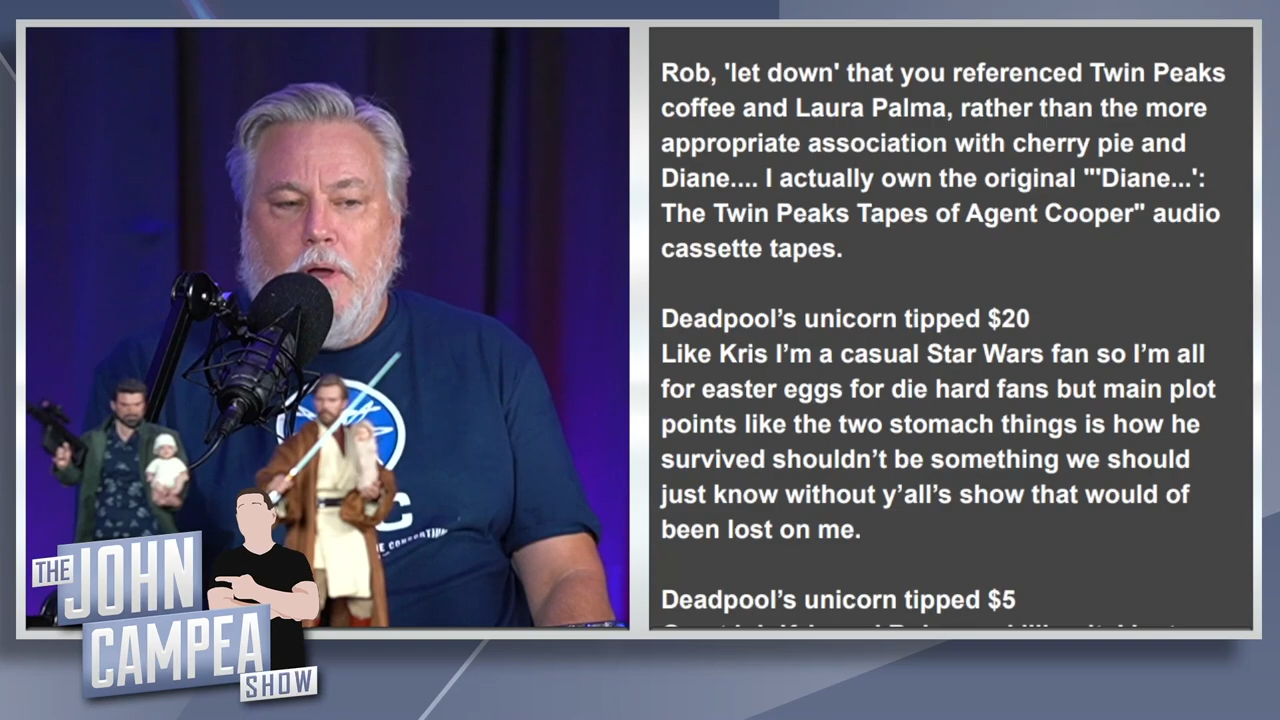 Rob, 'let down' that you referenced Twin Peaks
coffee and Laura Palma, rather than the more
appropriate association with cherry pie and
Diane.... I actually own the original "'Diane...':
The Twin Peaks Tapes of Agent Cooper" audio
cassette tapes.
Deadpool’s unicorn tipped $20
Like Kris I’m a casual Star Wars fan so I’m all
for easter eggs for die hard fans but main plot
points like the two stomach things is how he
survived shouldn’t be something we should
just know without y’all’s show that would of
been lost on me.
Deadpool’s unicorn tipped $5
THE
JOHN
CAMPEA
SHOW